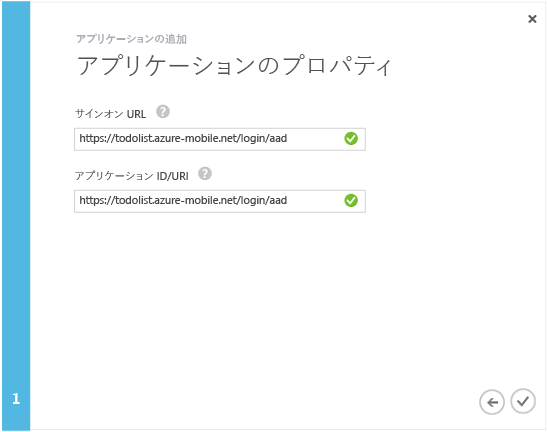 アプリケーションの追加
アプリケーションのプロパティ
サインオン URL ?
https://todolist.azure-mobile.net/login/aad
アプリケーション ID/URI ?
https://todolist.azure-mobile.net/login/aad
1